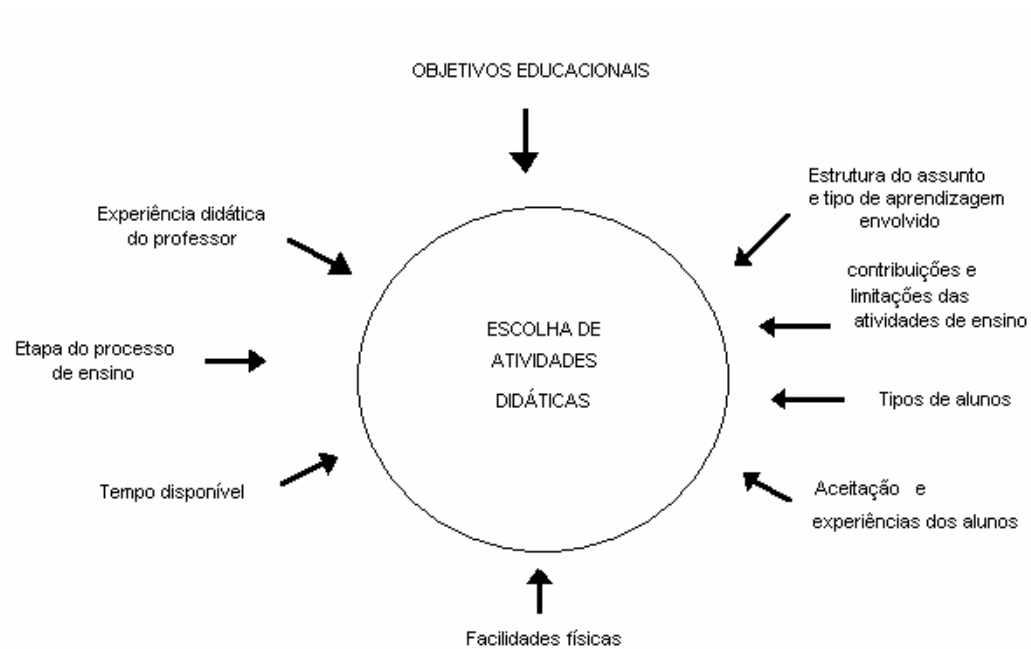 OBJETIVOS EDUCACIONAIS
Estrutura do assunto
e tipo de aprendizagem
envolvido
Experiência didática
do professor
contribuições e
limitações das
atividades de ensino
ESCOLHA DE
ATIVIDADES
DIDÁTICAS
Etapa do processo
de ensino
Tipos de alunos
Tempo disponível
Aceitação e
experiências dos alunos
Facilidades físicas